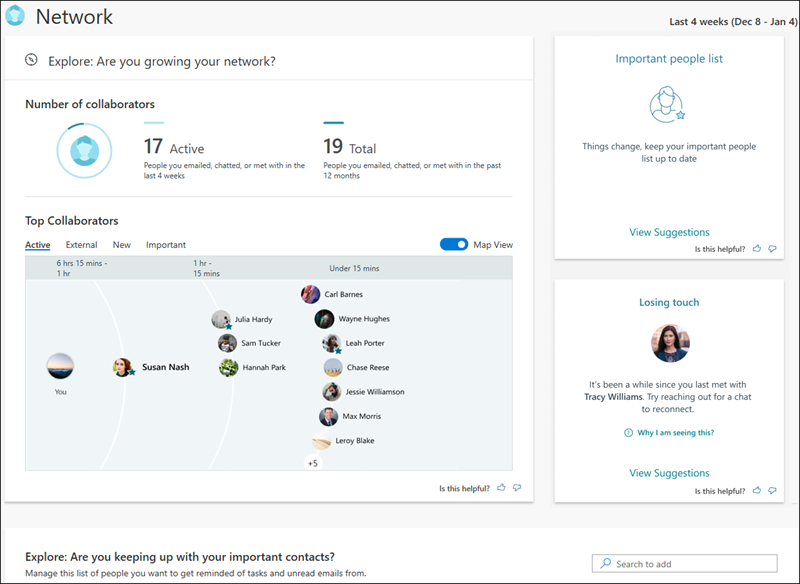 Network
Last 4 weeks (Dec 8 - Jan 4)
Explore: Are you growing your network?
Number of collaborators
17 Active
People you emailed, chatted, or met with in the
last 4 weeks
19 Total
People you emailed, chatted, or met with in the past
12 months
Top Collaborators
Active External New Important
Map View
6 hrs 15 mins -
1 hr
1 hr -
15 mins
Under 15 mins
Carl Barnes
Julia Hardy
Wayne Hughes
Sam Tucker
Leah Porter
You
Susan Nash
Hannah Park
Chase Reese
Jessie Williamson
Max Morris
Leroy Blake
+5
Is this helpful?
Important people list
Things change, keep your important people
list up to date
View Suggestions
Is this helpful?
Losing touch
It's been a while since you last met with
Tracy Williams. Try reaching out for a chat
to reconnect.
Why I am seeing this?
View Suggestions
Is this helpful?
Explore: Are you keeping up with your important contacts?
Manage this list of people you want to get reminded of tasks and unread emails from.
Search to add